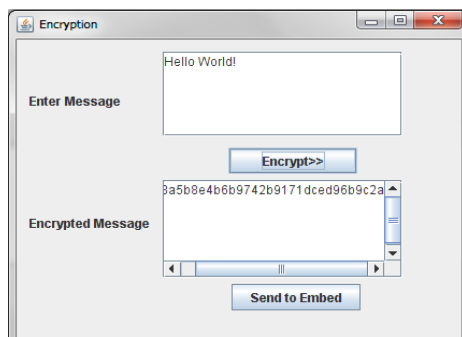 Encryption
Hello World!
Enter Message
Encrypt>>
3a5b8e4b6b9742b9171dced96b9c2a
Encrypted Message
Send to Embed